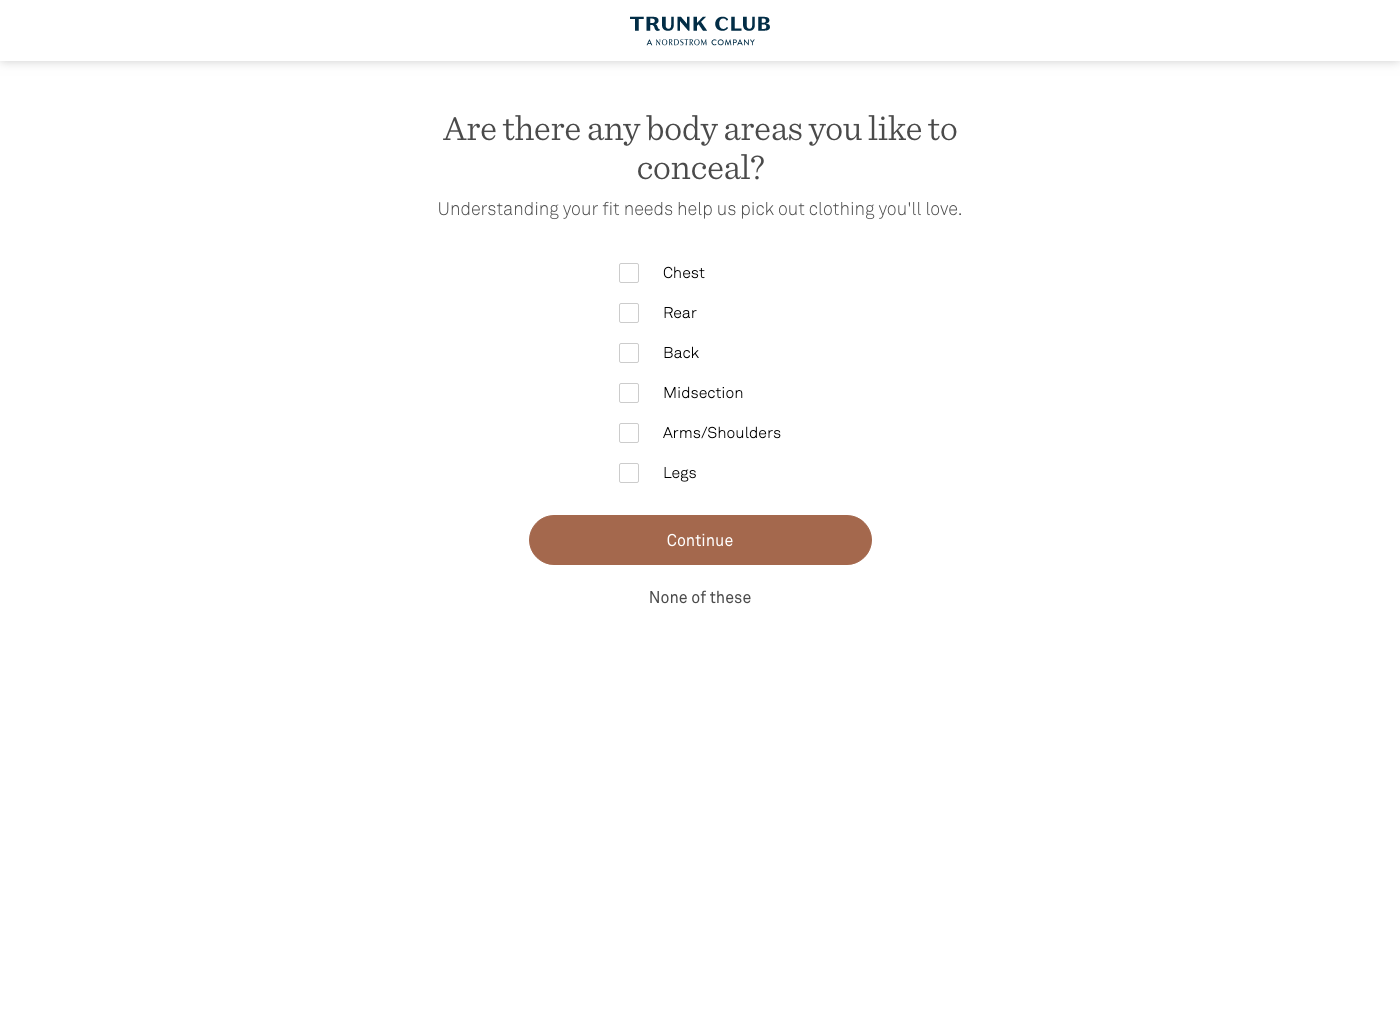 TRUNK CLUB
A NORDSTROM COMPANY
Are there any body areas you like to
conceal?
Understanding your fit needs help us pick out clothing you'll love.
Chest
Rear
Back
Midsection
Arms/Shoulders
Legs
Continue
None of these